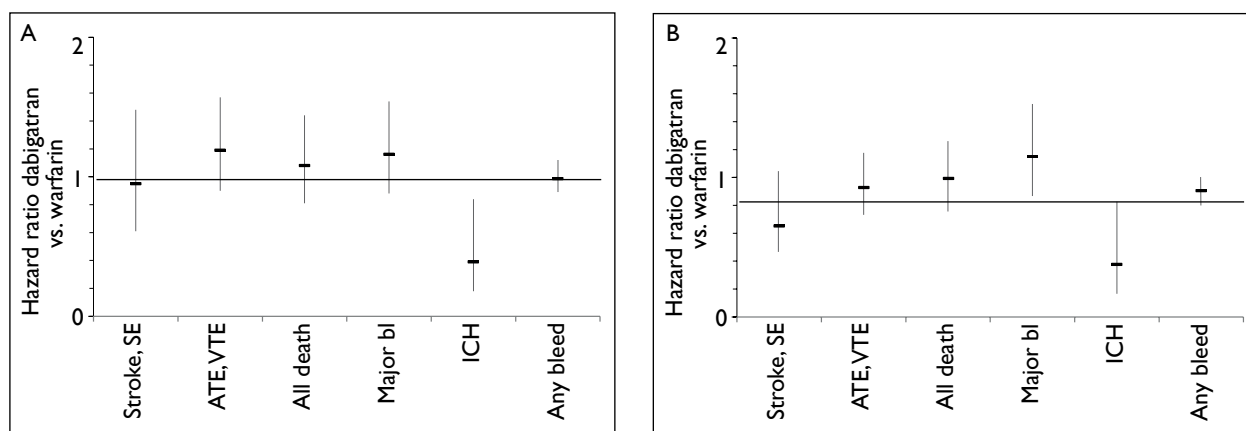 A
Hazard ratio dabigatran
vs. warfarin
2
1
0
Stroke, SE
ATE,VTE
All death
Major bl
ICH
Any bleed
B
Hazard ratio dabigatran
vs. warfarin
2
1
0
Stroke, SE
ATE,VTE
All death
Major bl
ICH
Any bleed